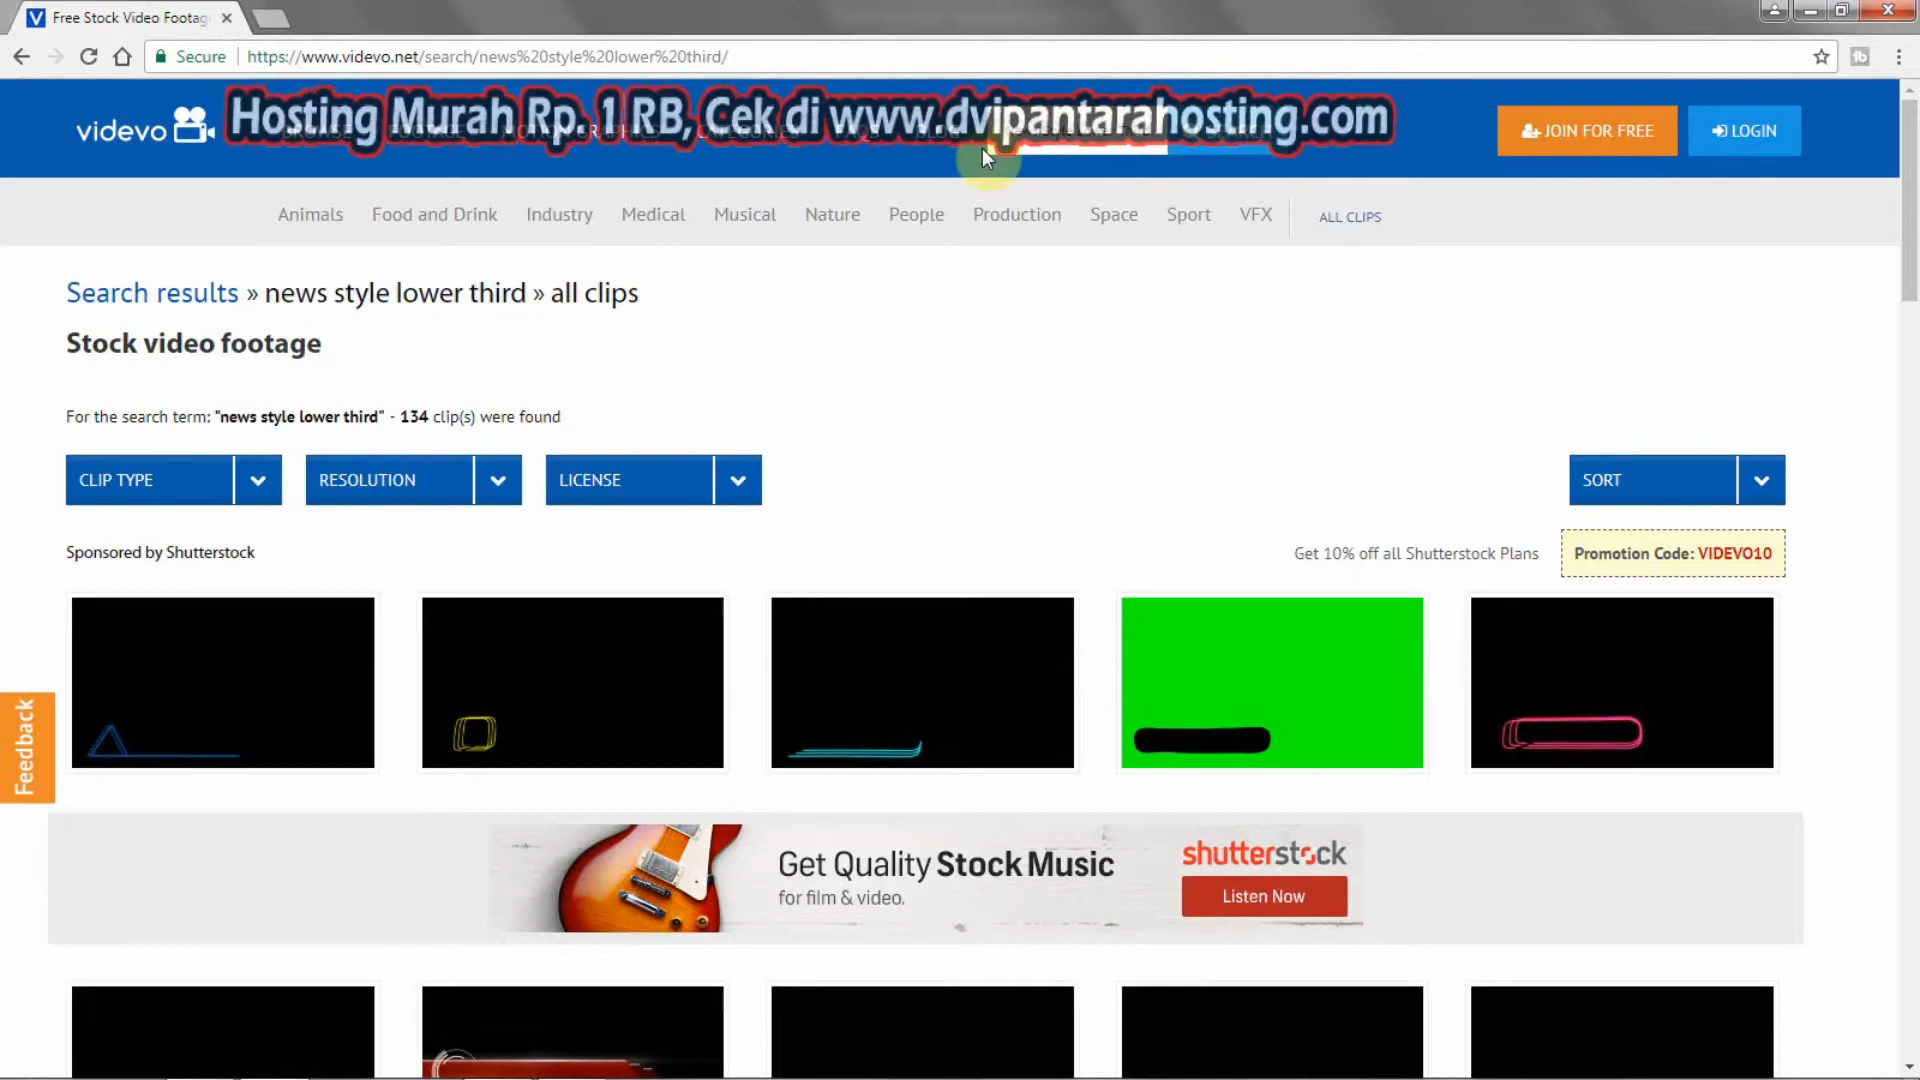 Free Stock Video Footag
Secure
https://www.videvo.net/search/news%20style%20lower%20third/
videvo
Hosting Murah Rp. 1 RB, Cek di www.dvipantarahosting.com
JOIN FOR FREE
LOGIN
Animals Food and Drink Industry Medical Musical Nature People Production Space Sport VFX ALL CLIPS
Search results » news style lower third » all clips
Stock video footage
For the search term: "news style lower third" - 134 clip(s) were found
CLIP TYPE
RESOLUTION
LICENSE
SORT
Sponsored by Shutterstock
Get 10% off all Shutterstock Plans
Promotion Code: VIDEVO10
Feedback
Get Quality Stock Music
for film & video.
shutterstock
Listen Now